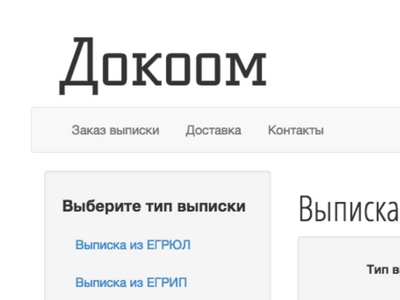 Докоом
Заказ выписки Доставка Контакты
Выберите тип выписки
Выписка из ЕГРЮЛ
Выписка из ЕГРИП
Выписка
Тип